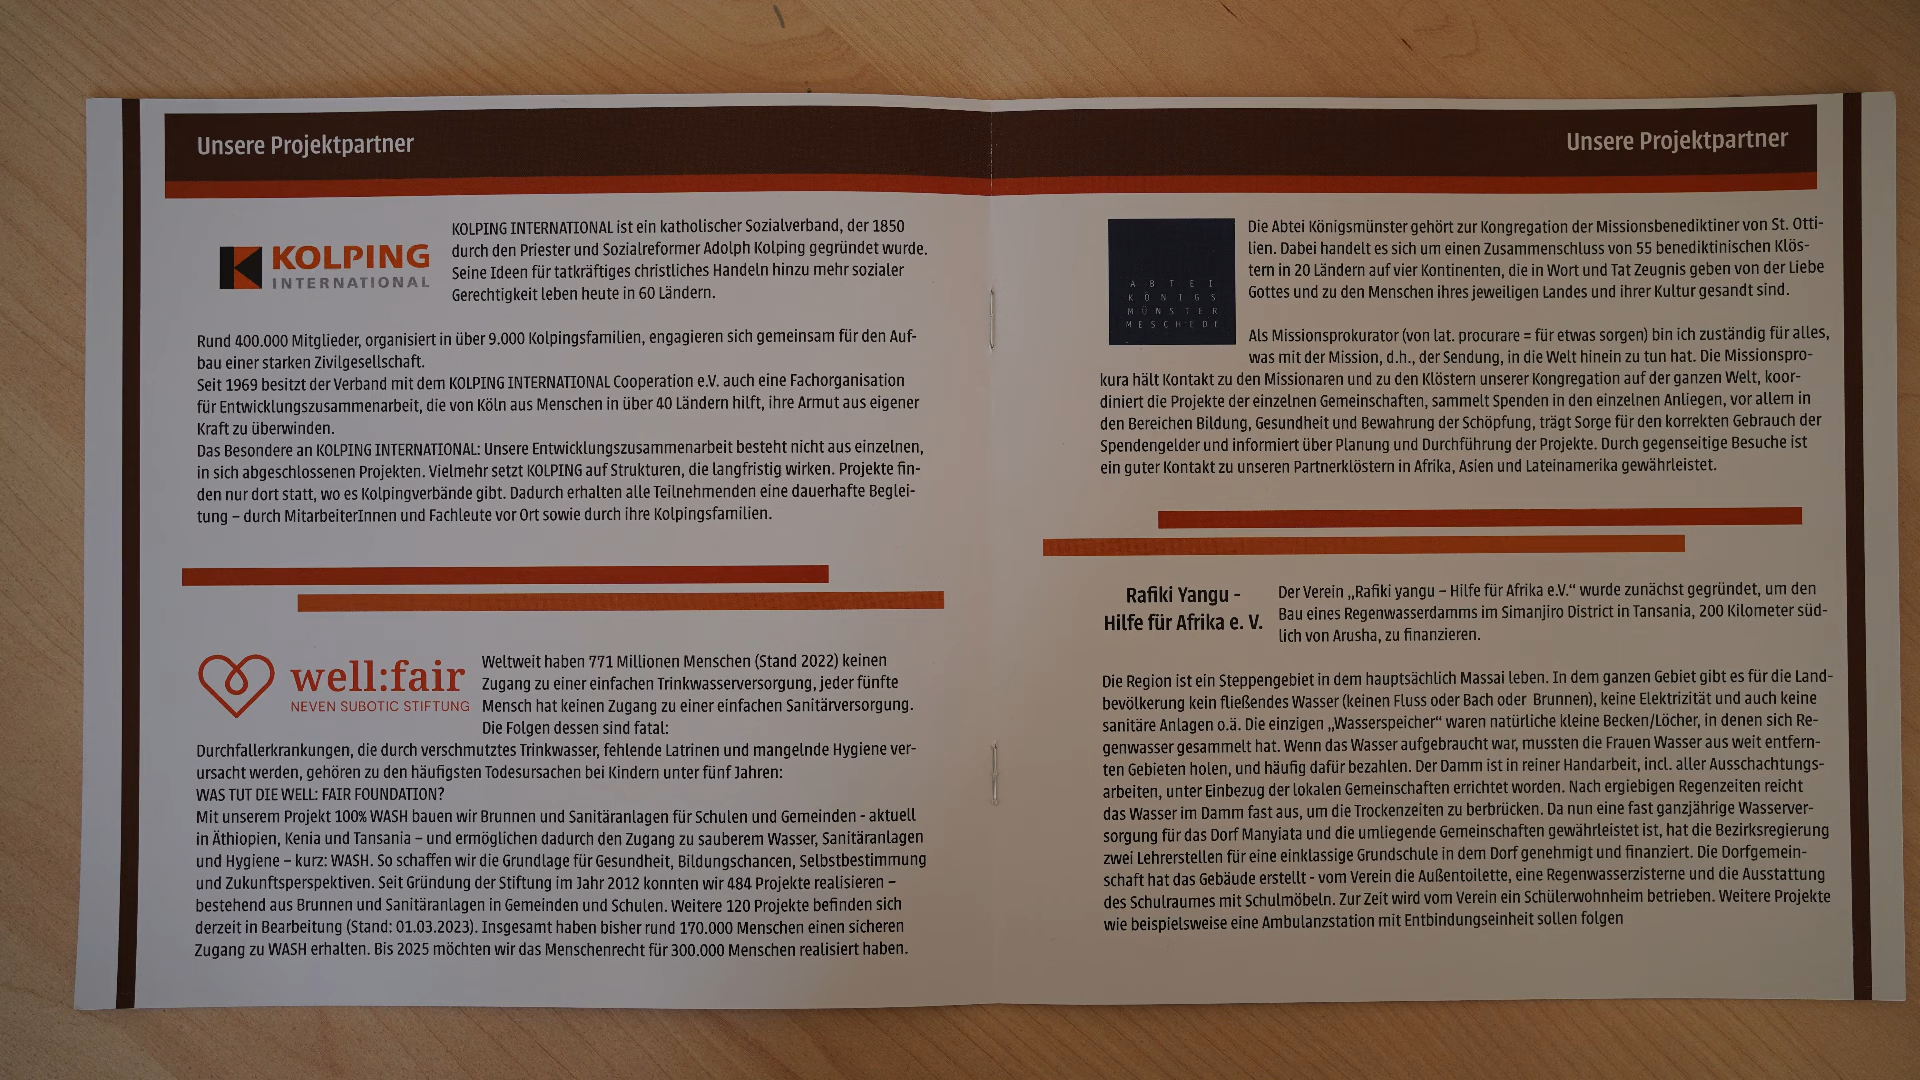 Unsere Projektpartner
KOLPING
INTERNATIONAL
KOLPING INTERNATIONAL ist ein katholischer Sozialverband, der 1850
durch den Priester und Sozialreformer Adolph Kolping gegründet wurde.
Seine Ideen für tatkräftiges christliches Handeln hinzu mehr sozialer
Gerechtigkeit leben heute in 60 Ländern.
Rund 400.000 Mitglieder, organisiert in über 9.000 Kolpingsfamilien, engagieren sich gemeinsam für den Auf-
bau einer starken Zivilgesellschaft.
Seit 1969 besitzt der Verband mit dem KOLPING INTERNATIONAL Cooperation e.V. auch eine Fachorganisation
für Entwicklungszusammenarbeit, die von Köln aus Menschen in über 40 Ländern hilft, ihre Armut aus eigener
Kraft zu überwinden.
Das Besondere an KOLPING INTERNATIONAL: Unsere Entwicklungszusammenarbeit besteht nicht aus einzelnen,
in sich abgeschlossenen Projekten. Vielmehr setzt KOLPING auf Strukturen, die langfristig wirken. Projekte fin-
den nur dort statt, wo es Kolpingverbände gibt. Dadurch erhalten alle Teilnehmenden eine dauerhafte Beglei-
tung – durch MitarbeiterInnen und Fachleute vor Ort sowie durch ihre Kolpingsfamilien.
well:fair
NEVEN SUBOTIC STIFTUNG
Weltweit haben 771 Millionen Menschen (Stand 2022) keinen
Zugang zu einer einfachen Trinkwasserversorgung, jeder fünfte
Mensch hat keinen Zugang zu einer einfachen Sanitärversorgung.
Die Folgen dessen sind fatal:
Durchfallerkrankungen, die durch verschmutztes Trinkwasser, fehlende Latrinen und mangelnde Hygiene ver-
ursacht werden, gehören zu den häufigsten Todesursachen bei Kindern unter fünf Jahren:
WAS TUT DIE WELL: FAIR FOUNDATION?
Mit unserem Projekt 100% WASH bauen wir Brunnen und Sanitäranlagen für Schulen und Gemeinden - aktuell
in Äthiopien, Kenia und Tansania – und ermöglichen dadurch den Zugang zu sauberem Wasser, Sanitäranlagen
und Hygiene – kurz: WASH. So schaffen wir die Grundlage für Gesundheit, Bildungschancen, Selbstbestimmung
und Zukunftsperspektiven. Seit Gründung der Stiftung im Jahr 2012 konnten wir 484 Projekte realisieren –
bestehend aus Brunnen und Sanitäranlagen in Gemeinden und Schulen. Weitere 120 Projekte befinden sich
derzeit in Bearbeitung (Stand: 01.03.2023). Insgesamt haben bisher rund 170.000 Menschen einen sicheren
Zugang zu WASH erhalten. Bis 2025 möchten wir das Menschenrecht für 300.000 Menschen realisiert haben.
Unsere Projektpartner
ABTEI
KÖNIGS
MÜNSTER
MESCHEDE
Die Abtei Königsmünster gehört zur Kongregation der Missionsbenediktiner von St. Otti-
lien. Dabei handelt es sich um einen Zusammenschluss von 55 benediktinischen Klös-
tern in 20 Ländern auf vier Kontinenten, die in Wort und Tat Zeugnis geben von der Liebe
Gottes und zu den Menschen ihres jeweiligen Landes und ihrer Kultur gesandt sind.
Als Missionsprokurator (von lat. procurare = für etwas sorgen) bin ich zuständig für alles,
was mit der Mission, d.h., der Sendung, in die Welt hinein zu tun hat. Die Missionspro-
kura hält Kontakt zu den Missionaren und zu den Klöstern unserer Kongregation auf der ganzen Welt, koor-
diniert die Projekte der einzelnen Gemeinschaften, sammelt Spenden in den einzelnen Anliegen, vor allem in
den Bereichen Bildung, Gesundheit und Bewahrung der Schöpfung, trägt Sorge für den korrekten Gebrauch der
Spendengelder und informiert über Planung und Durchführung der Projekte. Durch gegenseitige Besuche ist
ein guter Kontakt zu unseren Partnerklöstern in Afrika, Asien und Lateinamerika gewährleistet.
Rafiki Yangu -
Hilfe für Afrika e. V.
Der Verein „Rafiki yangu – Hilfe für Afrika e.V.“ wurde zunächst gegründet, um den
Bau eines Regenwasserdamms im Simanjiro District in Tansania, 200 Kilometer süd-
lich von Arusha, zu finanzieren.
Die Region ist ein Steppengebiet in dem hauptsächlich Massai leben. In dem ganzen Gebiet gibt es für die Land-
bevölkerung kein fließendes Wasser (keinen Fluss oder Bach oder Brunnen), keine Elektrizität und auch keine
sanitäre Anlagen o.ä. Die einzigen „Wasserspeicher“ waren natürliche kleine Becken/Löcher, in denen sich Re-
genwasser gesammelt hat. Wenn das Wasser aufgebraucht war, mussten die Frauen Wasser aus weit entfern-
ten Gebieten holen, und häufig dafür bezahlen. Der Damm ist in reiner Handarbeit, incl. aller Ausschachtungs-
arbeiten, unter Einbezug der lokalen Gemeinschaften errichtet worden. Nach ergiebigen Regenzeiten reicht
das Wasser im Damm fast aus, um die Trockenzeiten zu berbrücken. Da nun eine fast ganzjährige Wasserver-
sorgung für das Dorf Manyiata und die umliegende Gemeinschaften gewährleistet ist, hat die Bezirksregierung
zwei Lehrerstellen für eine einklassige Grundschule in dem Dorf genehmigt und finanziert. Die Dorfgemein-
schaft hat das Gebäude erstellt - vom Verein die Außentoilette, eine Regenwasserzisterne und die Ausstattung
des Schulraumes mit Schulmöbeln. Zur Zeit wird vom Verein ein Schülerwohnheim betrieben. Weitere Projekte
wie beispielsweise eine Ambulanzstation mit Entbindungseinheit sollen folgen